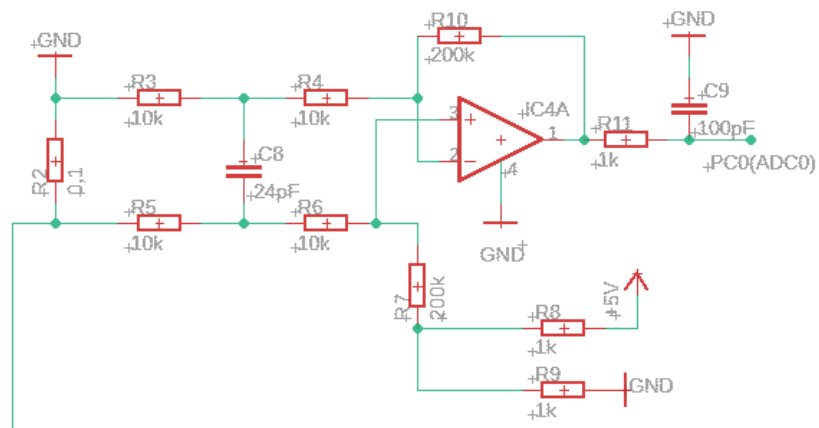 GND
R3
10k
R4
10k
R10
200k
GND
C9
100pF
IC4A
3
2
1
4
R11
1k
PC0(ADC0)
R2
0,1
C8
24pF
R5
10k
R6
10k
GND
R7
200k
+5V
R8
1k
R9
1k
GND